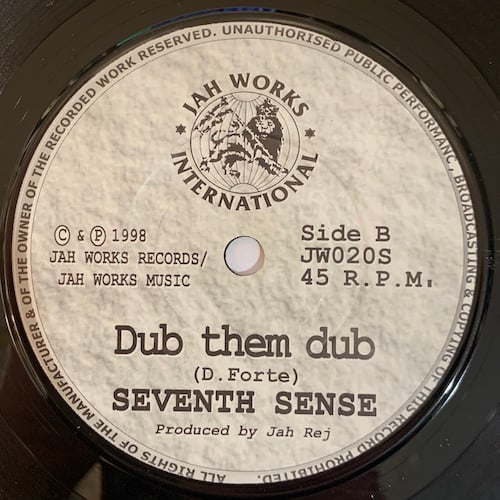 ALL RIGHTS OF THE MANUFACTURER & OF THE OWNER OF THE RECORDED WORK RESERVED. UNAUTHORISED PUBLIC PERFORMANC , BROADCASTING & COPYING OF THIS RECORD PROHIBITED.
JAH WORKS
INTERNATIONAL
© & ℗ 1998
JAH WORKS RECORDS/
JAH WORKS MUSIC
Side B
JW020S
45 R.P.M.
Dub them dub
(D.Forte)
SEVENTH SENSE
Produced by Jah Rej